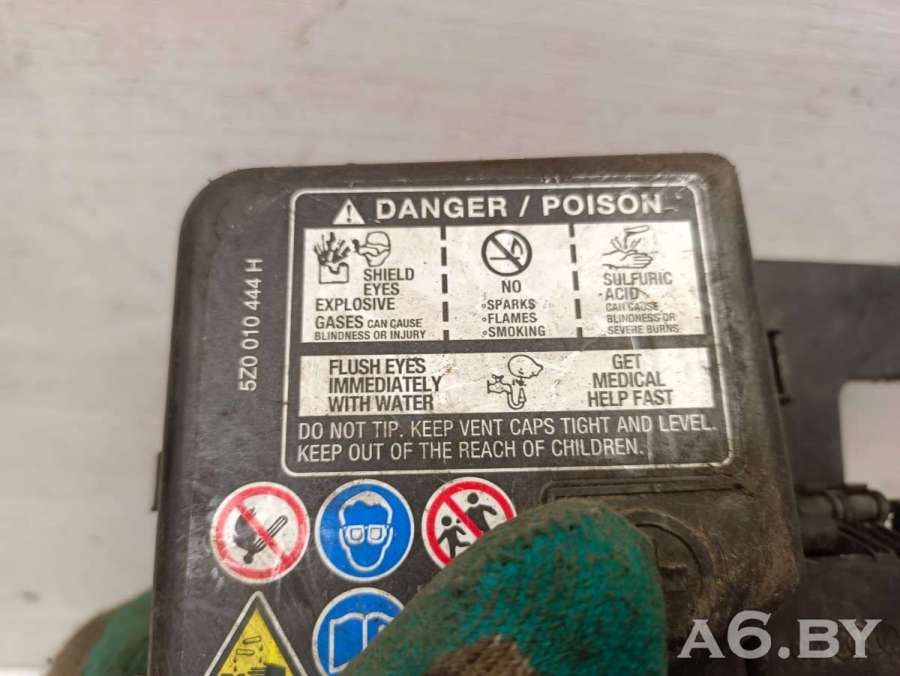 DANGER / POISON
SHIELD
EYES
EXPLOSIVE
GASES CAN CAUSE
BLINDNESS OR INJURY
NO
•SPARKS
•FLAMES
•SMOKING
SULFURIC
ACID
CAN CAUSE
BLINDNESS OR
SEVERE BURNS
FLUSH EYES
IMMEDIATELY
WITH WATER
GET
MEDICAL
HELP FAST
DO NOT TIP. KEEP VENT CAPS TIGHT AND LEVEL.
KEEP OUT OF THE REACH OF CHILDREN.
5Z0 010 444 H
A6.BY